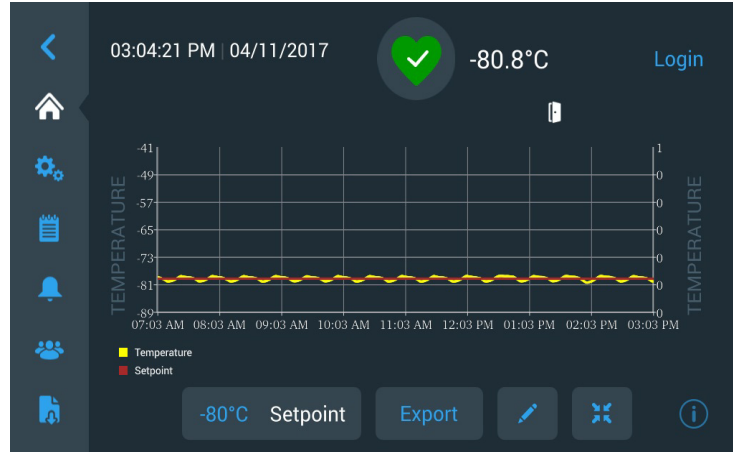 03:04:21 PM | 04/11/2017
-80.8°C
Login
TEMPERATURE
-41
-49
-57
-65
-73
-81
-89
1
0
0
0
0
0
0
TEMPERATURE
07:03 AM 08:03 AM 09:03 AM 10:03 AM 11:03 AM 12:03 PM 01:03 PM 02:03 PM 03:03 PM
Temperature
Setpoint
-80°C Setpoint
Export
i